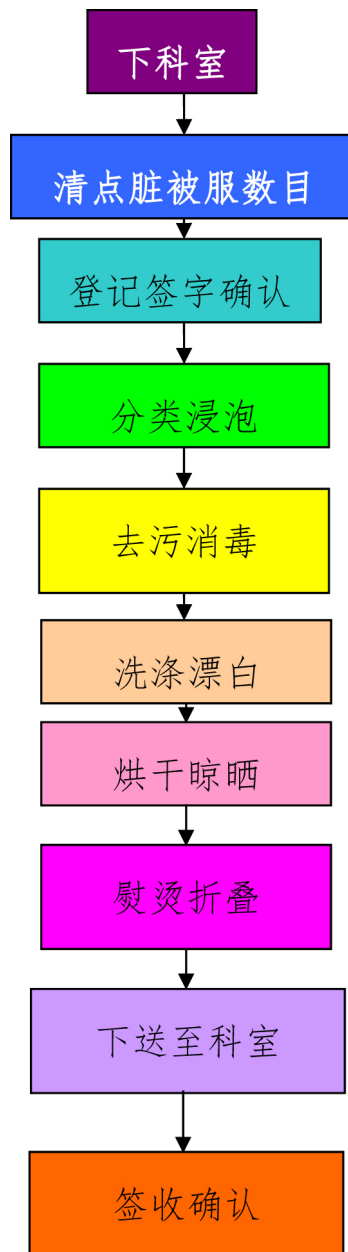 下科室
清点脏被服数目
登记签字确认
分类浸泡
去污消毒
洗涤漂白
烘干晾晒
熨烫折叠
下送至科室
签收确认